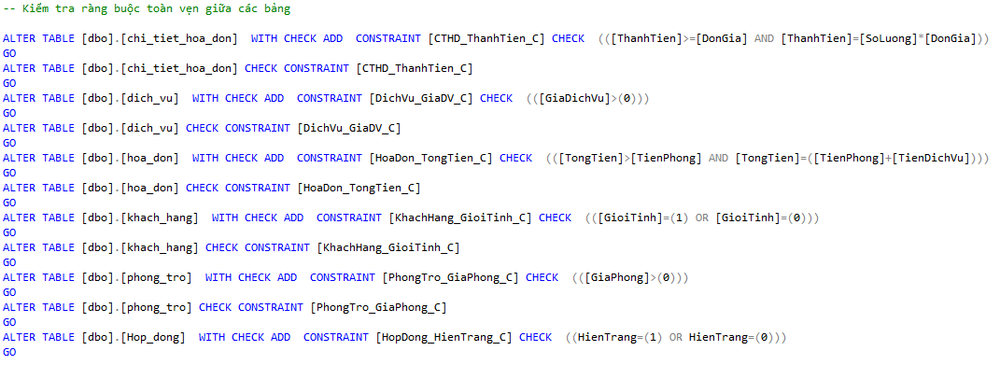 -- Kiểm tra ràng buộc toàn vẹn giữa các bảng
ALTER TABLE [dbo].[chi_tiet_hoa_don]  WITH CHECK ADD  CONSTRAINT [CTHD_ThanhTien_C] CHECK  (([ThanhTien]>=[DonGia] AND [ThanhTien]=[SoLuong]*[DonGia]))
GO
ALTER TABLE [dbo].[chi_tiet_hoa_don] CHECK CONSTRAINT [CTHD_ThanhTien_C]
GO
ALTER TABLE [dbo].[dich_vu]  WITH CHECK ADD  CONSTRAINT [DichVu_GiaDV_C] CHECK  (([GiaDichVu]>(0)))
GO
ALTER TABLE [dbo].[dich_vu] CHECK CONSTRAINT [DichVu_GiaDV_C]
GO
ALTER TABLE [dbo].[hoa_don]  WITH CHECK ADD  CONSTRAINT [HoaDon_TongTien_C] CHECK  (([TongTien]>[TienPhong] AND [TongTien]=([TienPhong]+[TienDichVu])))
GO
ALTER TABLE [dbo].[hoa_don] CHECK CONSTRAINT [HoaDon_TongTien_C]
GO
ALTER TABLE [dbo].[khach_hang]  WITH CHECK ADD  CONSTRAINT [KhachHang_GioiTinh_C] CHECK  (([GioiTinh]=(1) OR [GioiTinh]=(0)))
GO
ALTER TABLE [dbo].[khach_hang] CHECK CONSTRAINT [KhachHang_GioiTinh_C]
GO
ALTER TABLE [dbo].[phong_tro]  WITH CHECK ADD  CONSTRAINT [PhongTro_GiaPhong_C] CHECK  (([GiaPhong]>(0)))
GO
ALTER TABLE [dbo].[phong_tro] CHECK CONSTRAINT [PhongTro_GiaPhong_C]
GO
ALTER TABLE [dbo].[Hop_dong]  WITH CHECK ADD  CONSTRAINT [HopDong_HienTrang_C] CHECK  ((HienTrang=(1) OR HienTrang=(0)))
GO